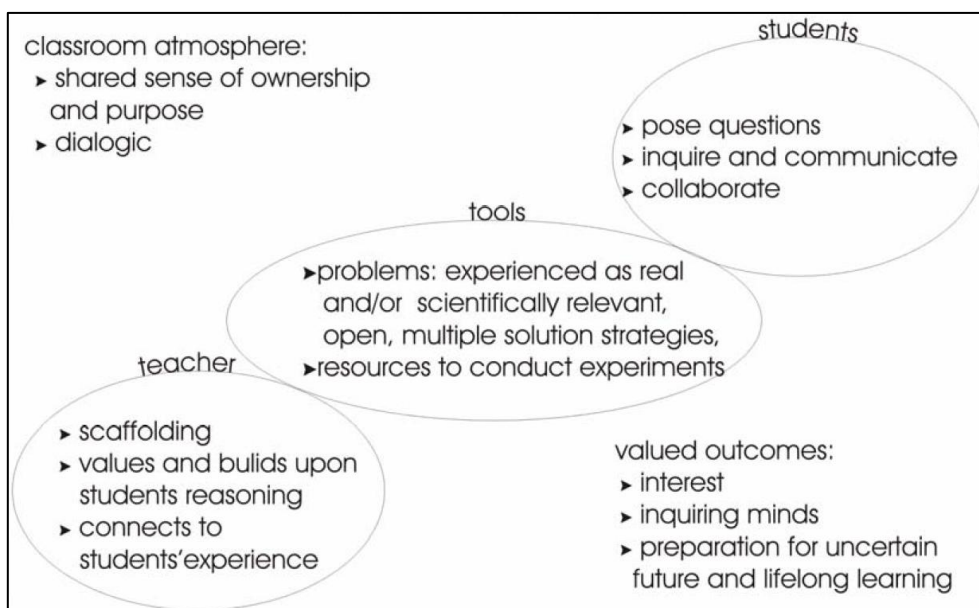 classroom atmosphere:
➤ shared sense of ownership
and purpose
➤ dialogic
students
➤ pose questions
➤ inquire and communicate
➤ collaborate
tools
➤problems: experienced as real
and/or scientifically relevant,
open, multiple solution strategies,
➤resources to conduct experiments
teacher
➤ scaffolding
➤ values and bulids upon
students reasoning
➤ connects to
students'experience
valued outcomes:
➤ interest
➤ inquiring minds
➤ preparation for uncertain
future and lifelong learning